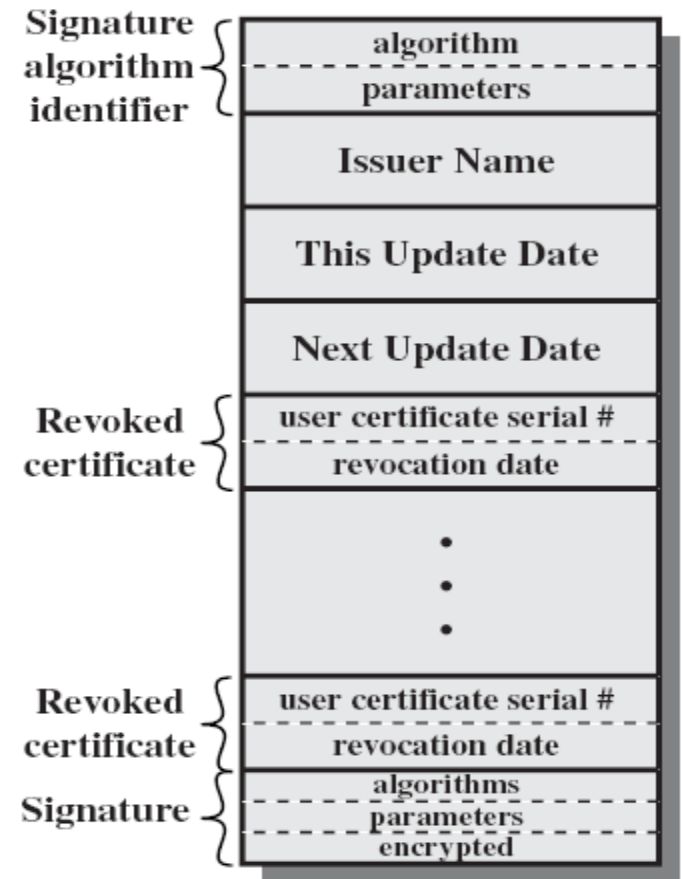 Signature
algorithm
identifier
algorithm
parameters
Issuer Name
This Update Date
Next Update Date
Revoked
certificate
user certificate serial #
revocation date
Revoked
certificate
user certificate serial #
revocation date
Signature
algorithms
parameters
encrypted